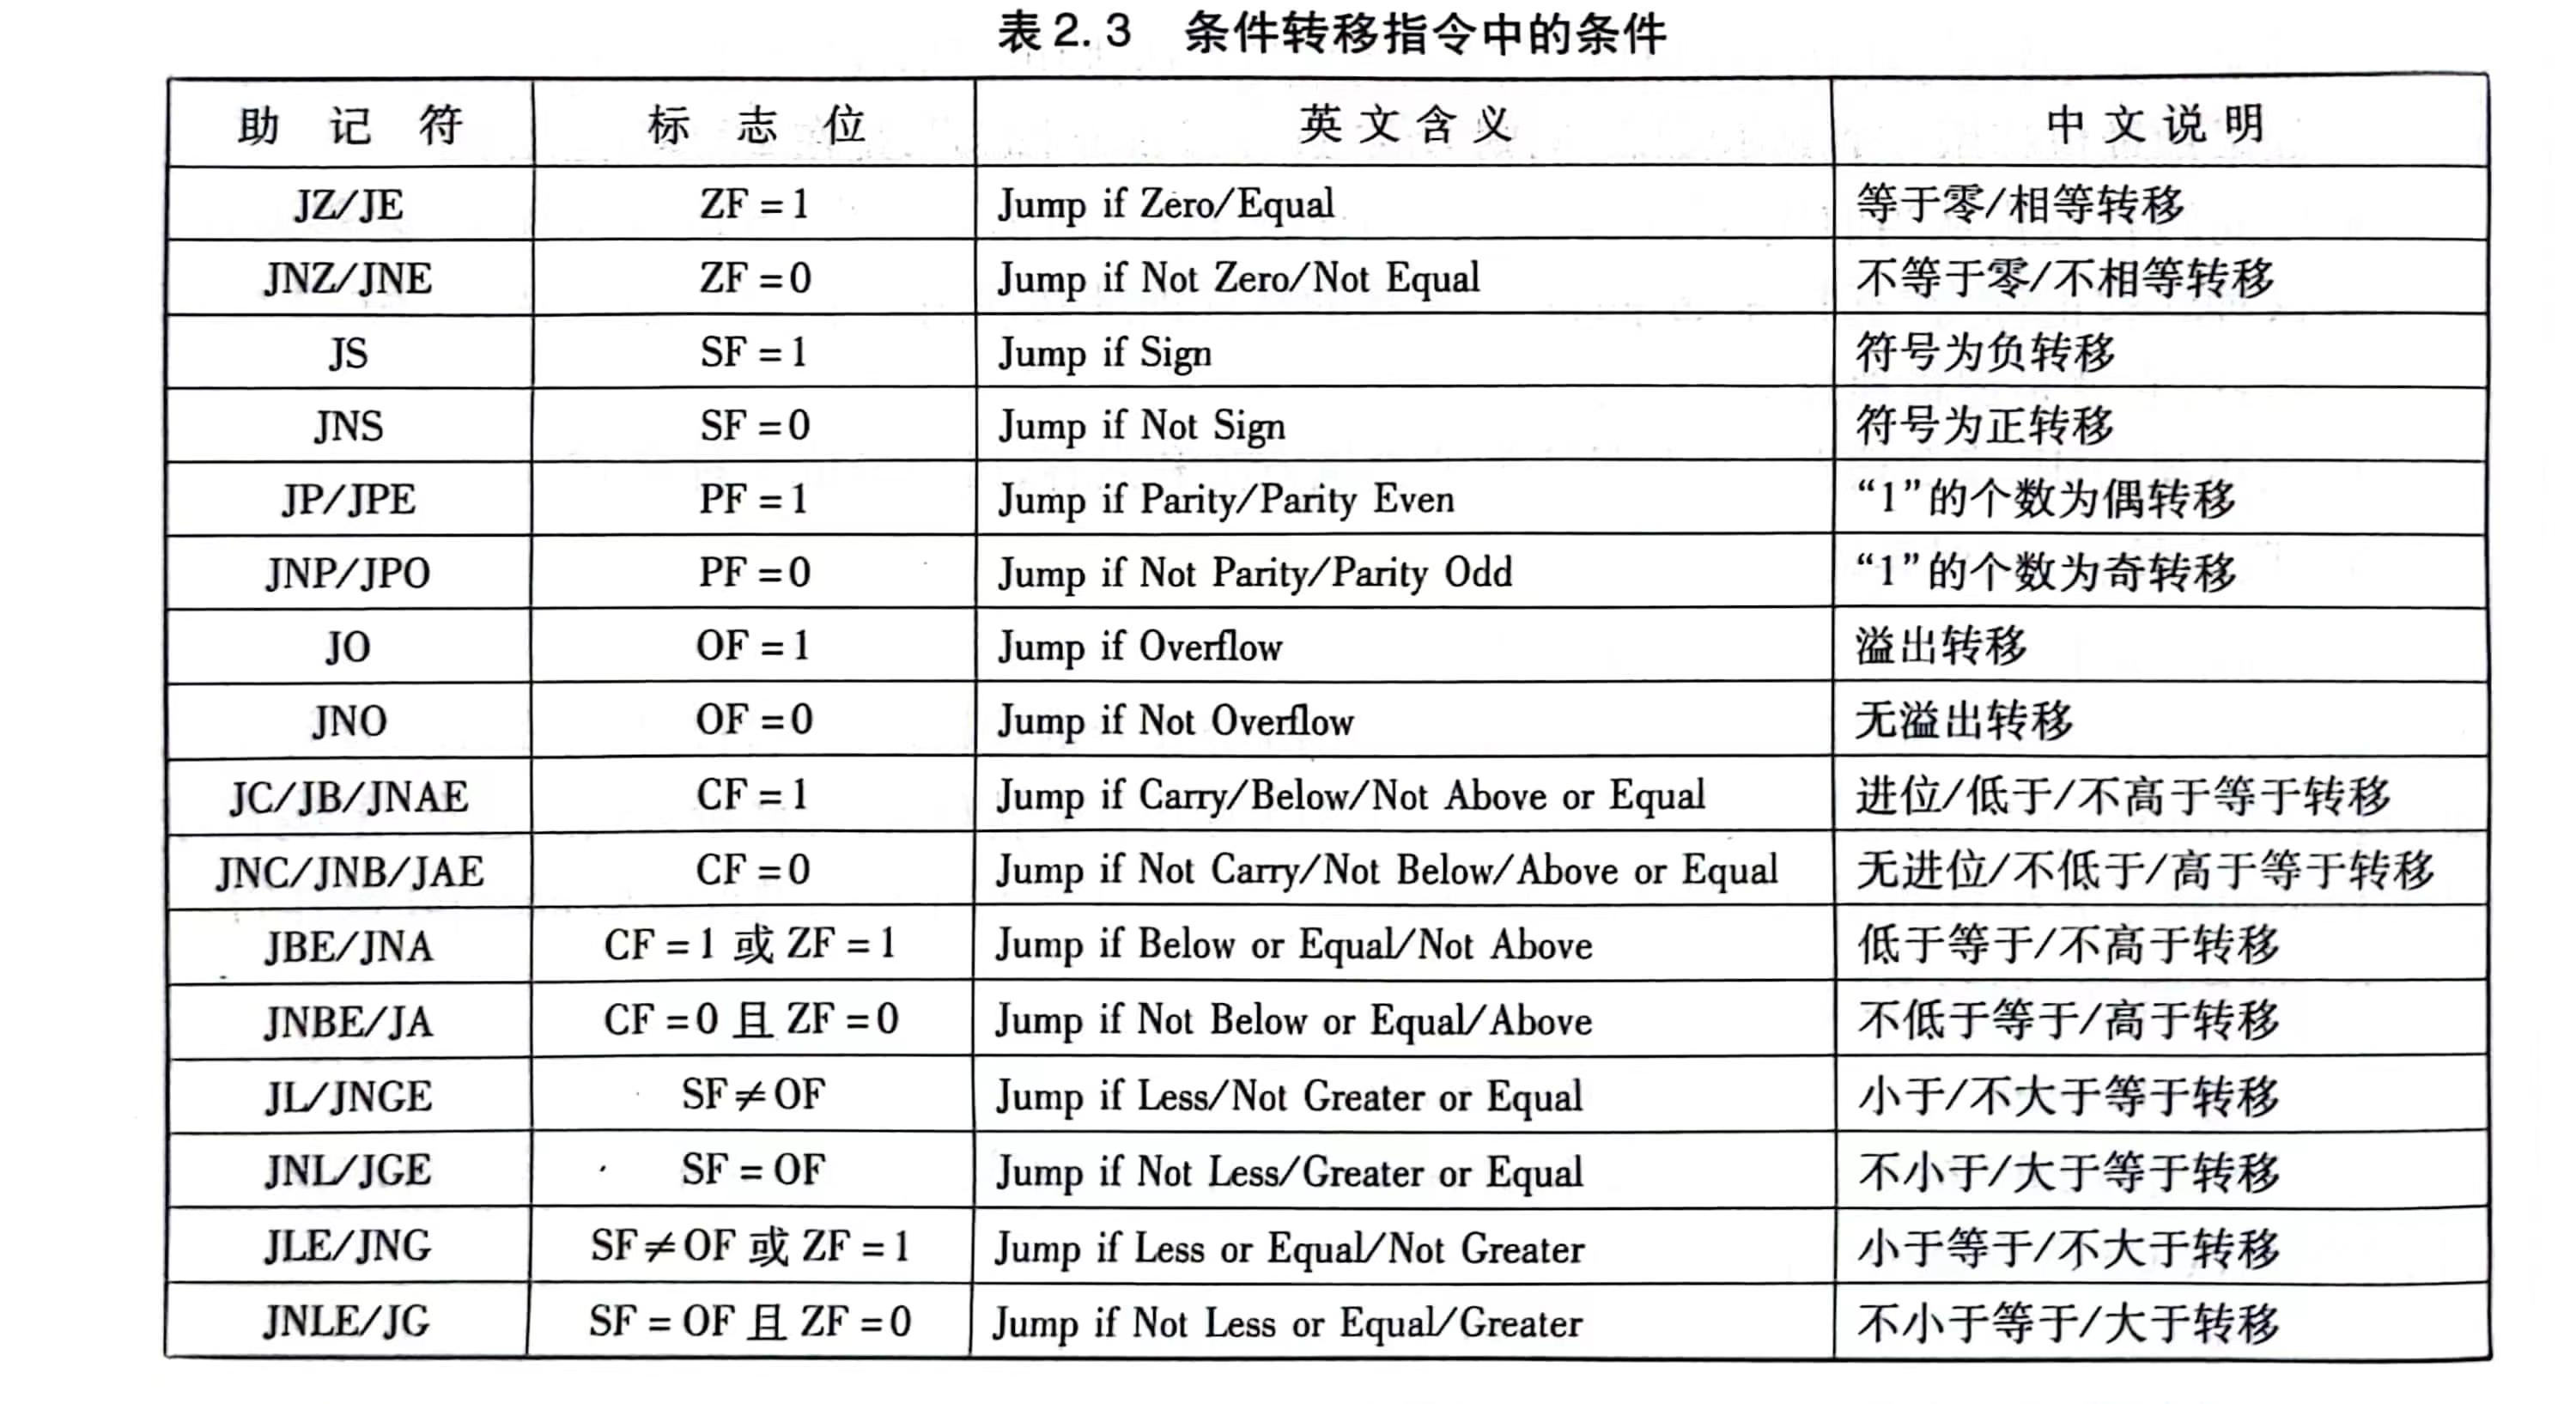 表2.3 条件转移指令中的条件
助记符 标志位 英文含义 中文说明
JZ/JE ZF=1 Jump if Zero/Equal 等于零/相等转移
JNZ/JNE ZF=0 Jump if Not Zero/Not Equal 不等于零/不相等转移
JS SF=1 Jump if Sign 符号为负转移
JNS SF=0 Jump if Not Sign 符号为正转移
JP/JPE PF=1 Jump if Parity/Parity Even “1”的个数为偶转移
JNP/JPO PF=0 Jump if Not Parity/Parity Odd “1”的个数为奇转移
JO OF=1 Jump if Overflow 溢出转移
JNO OF=0 Jump if Not Overflow 无溢出转移
JC/JB/JNAE CF=1 Jump if Carry/Below/Not Above or Equal 进位/低于/不高于等于转移
JNC/JNB/JAE CF=0 Jump if Not Carry/Not Below/Above or Equal 无进位/不低于/高于等于转移
JBE/JNA CF=1 或 ZF=1 Jump if Below or Equal/Not Above 低于等于/不高于转移
JNBE/JA CF=0 且 ZF=0 Jump if Not Below or Equal/Above 不低于等于/高于转移
JL/JNGE SF≠OF Jump if Less/Not Greater or Equal 小于/不大于等于转移
JNL/JGE SF=OF Jump if Not Less/Greater or Equal 不小于/大于等于转移
JLE/JNG SF≠OF 或 ZF=1 Jump if Less or Equal/Not Greater 小于等于/不大于转移
JNLE/JG SF=OF 且 ZF=0 Jump if Not Less or Equal/Greater 不小于等于/大于转移